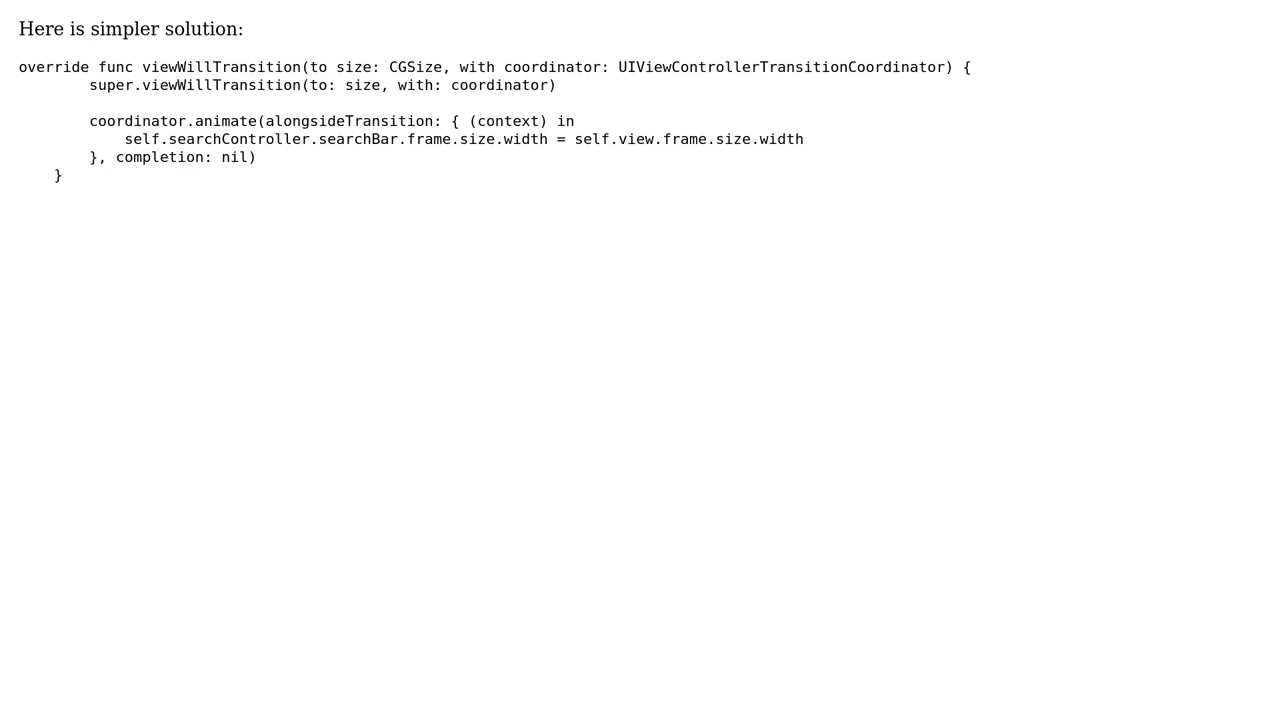 Here is simpler solution:
override func viewWillTransition(to size: CGSize, with coordinator: UIViewControllerTransitionCoordinator) {
        super.viewWillTransition(to: size, with: coordinator)

        coordinator.animate(alongsideTransition: { (context) in
            self.searchController.searchBar.frame.size.width = self.view.frame.size.width
        }, completion: nil)
    }